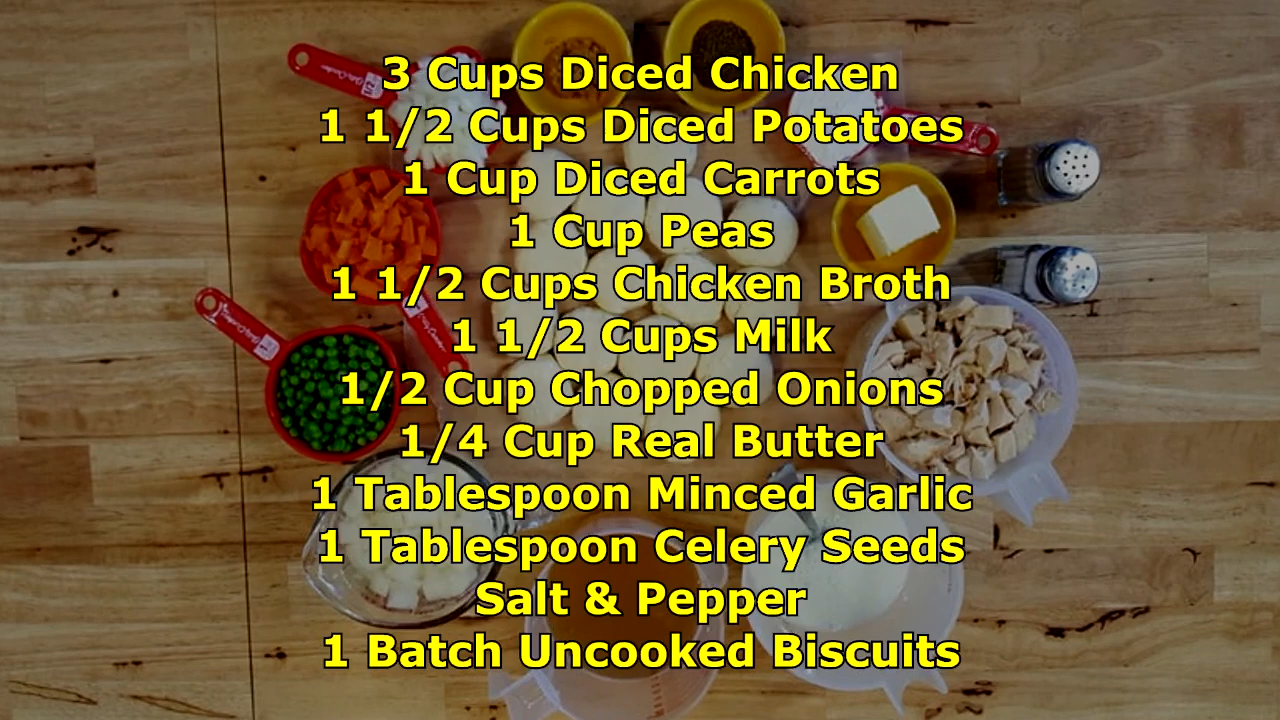 3 Cups Diced Chicken
1 1/2 Cups Diced Potatoes
1 Cup Diced Carrots
1 Cup Peas
1 1/2 Cups Chicken Broth
1 1/2 Cups Milk
1/2 Cup Chopped Onions
1/4 Cup Real Butter
1 Tablespoon Minced Garlic
1 Tablespoon Celery Seeds
Salt & Pepper
1 Batch Uncooked Biscuits